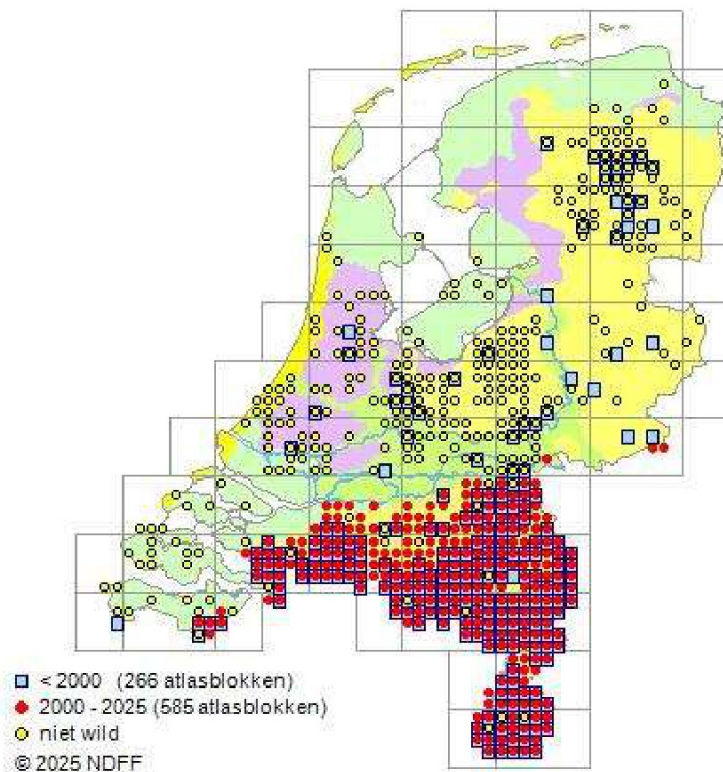 < 2000 (266 atlasblokken)
2000 - 2025 (585 atlasblokken)
niet wild
© 2025 NDFF